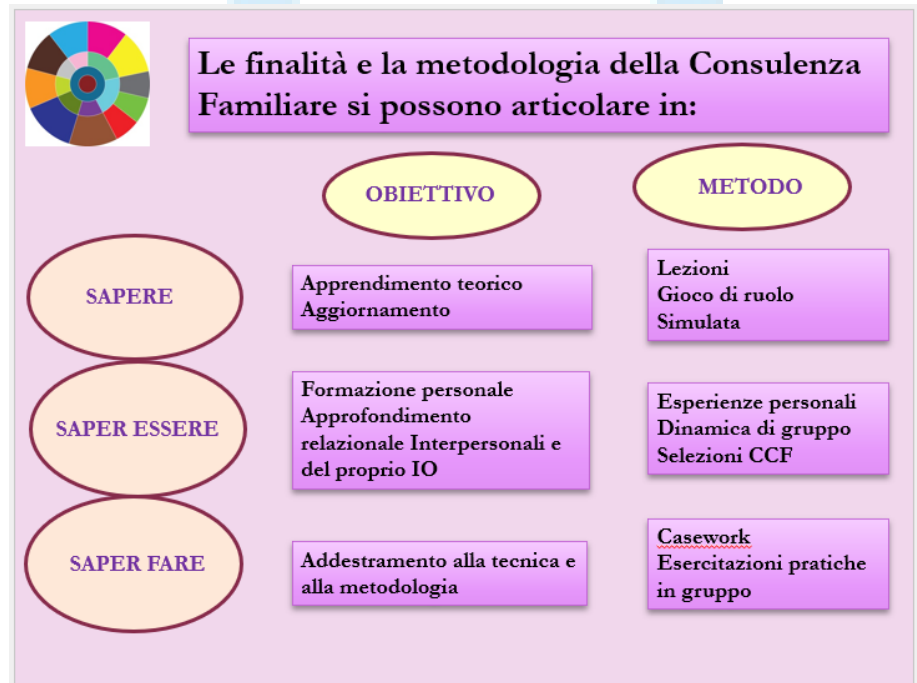 Le finalità e la metodologia della Consulenza
Familiare si possono articolare in:
OBIETTIVO
METODO
SAPERE
Apprendimento teorico
Aggiornamento
Lezioni
Gioco di ruolo
Simulata
SAPER ESSERE
Formazione personale
Approfondimento
relazionale Interpersonali e
del proprio IO
Esperienze personali
Dinamica di gruppo
Selezioni CCF
SAPER FARE
Addestramento alla tecnica e
alla metodologia
Casework
Esercitazioni pratiche
in gruppo